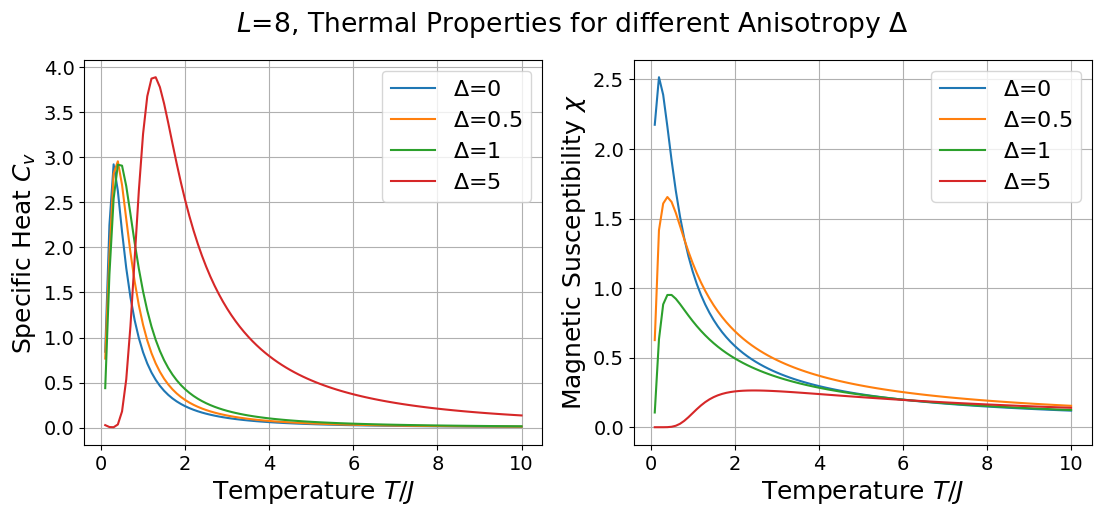 L=8, Thermal Properties for different Anisotropy Δ
Specific Heat C_v
4.0
3.5
3.0
2.5
2.0
1.5
1.0
0.5
0.0
Δ=0
Δ=0.5
Δ=1
Δ=5
0
2
4
6
8
10
Temperature T/J
Magnetic Susceptibility χ
2.5
2.0
1.5
1.0
0.5
0.0
Δ=0
Δ=0.5
Δ=1
Δ=5
0
2
4
6
8
10
Temperature T/J